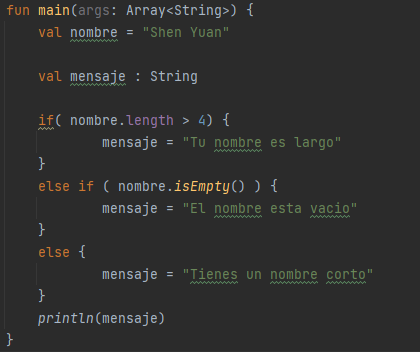 fun main(args: Array<String>) {
    val nombre = "Shen Yuan"

    val mensaje : String

    if( nombre.length > 4) {
            mensaje = "Tu nombre es largo"
    }
    else if ( nombre.isEmpty() ) {
            mensaje = "El nombre esta vacio"
    }
    else {
            mensaje = "Tienes un nombre corto"
    }
    println(mensaje)
}